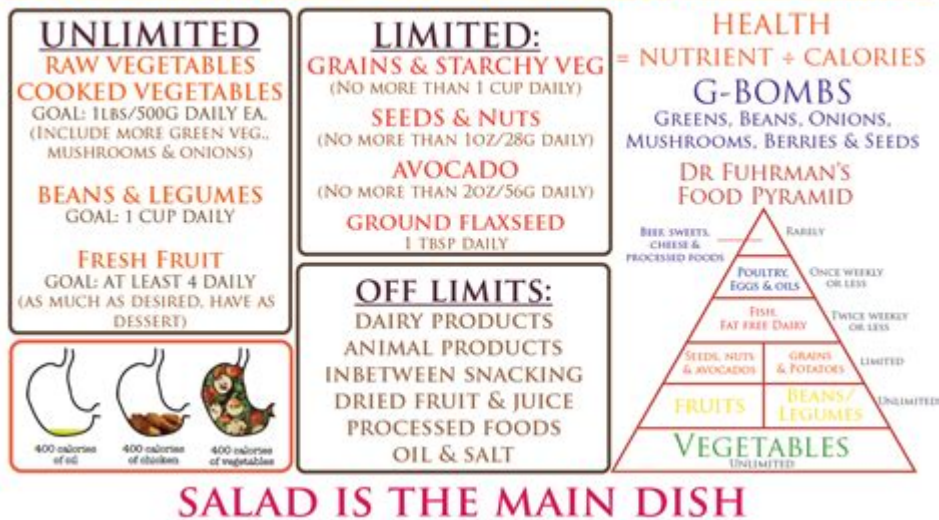 UNLIMITED
RAW VEGETABLES
COOKED VEGETABLES
GOAL: 1LBS/500G DAILY EA.
(INCLUDE MORE GREEN VEG.,
MUSHROOMS & ONIONS)
BEANS & LEGUMES
GOAL: 1 CUP DAILY
FRESH FRUIT
GOAL: AT LEAST 4 DAILY
(AS MUCH AS DESIRED, HAVE AS
DESSERT)
400 calories
of oil
400 calories
of chicken
400 calories
of vegetables
LIMITED:
GRAINS & STARCHY VEG
(NO MORE THAN 1 CUP DAILY)
SEEDS & NUTS
(NO MORE THAN 1OZ/28G DAILY)
AVOCADO
(NO MORE THAN 2OZ/56G DAILY)
GROUND FLAXSEED
1 TBSP DAILY
OFF LIMITS:
DAIRY PRODUCTS
ANIMAL PRODUCTS
INBETWEEN SNACKING
DRIED FRUIT & JUICE
PROCESSED FOODS
OIL & SALT
HEALTH
= NUTRIENT ÷ CALORIES
G-BOMBS
GREENS, BEANS, ONIONS,
MUSHROOMS, BERRIES & SEEDS
DR FUHRMAN'S
FOOD PYRAMID
BEEF, SWEETS,
CHEESE &
PROCESSED FOODS
RARELY
POULTRY,
EGGS & OILS
ONCE WEEKLY
OR LESS
FISH,
FAT FREE DAIRY
TWICE WEEKLY
OR LESS
SEEDS, NUTS
& AVOCADOS
GRAINS
& POTATOES
LIMITED
FRUITS
BEANS/
LEGUMES
UNLIMITED
VEGETABLES
UNLIMITED
SALAD IS THE MAIN DISH